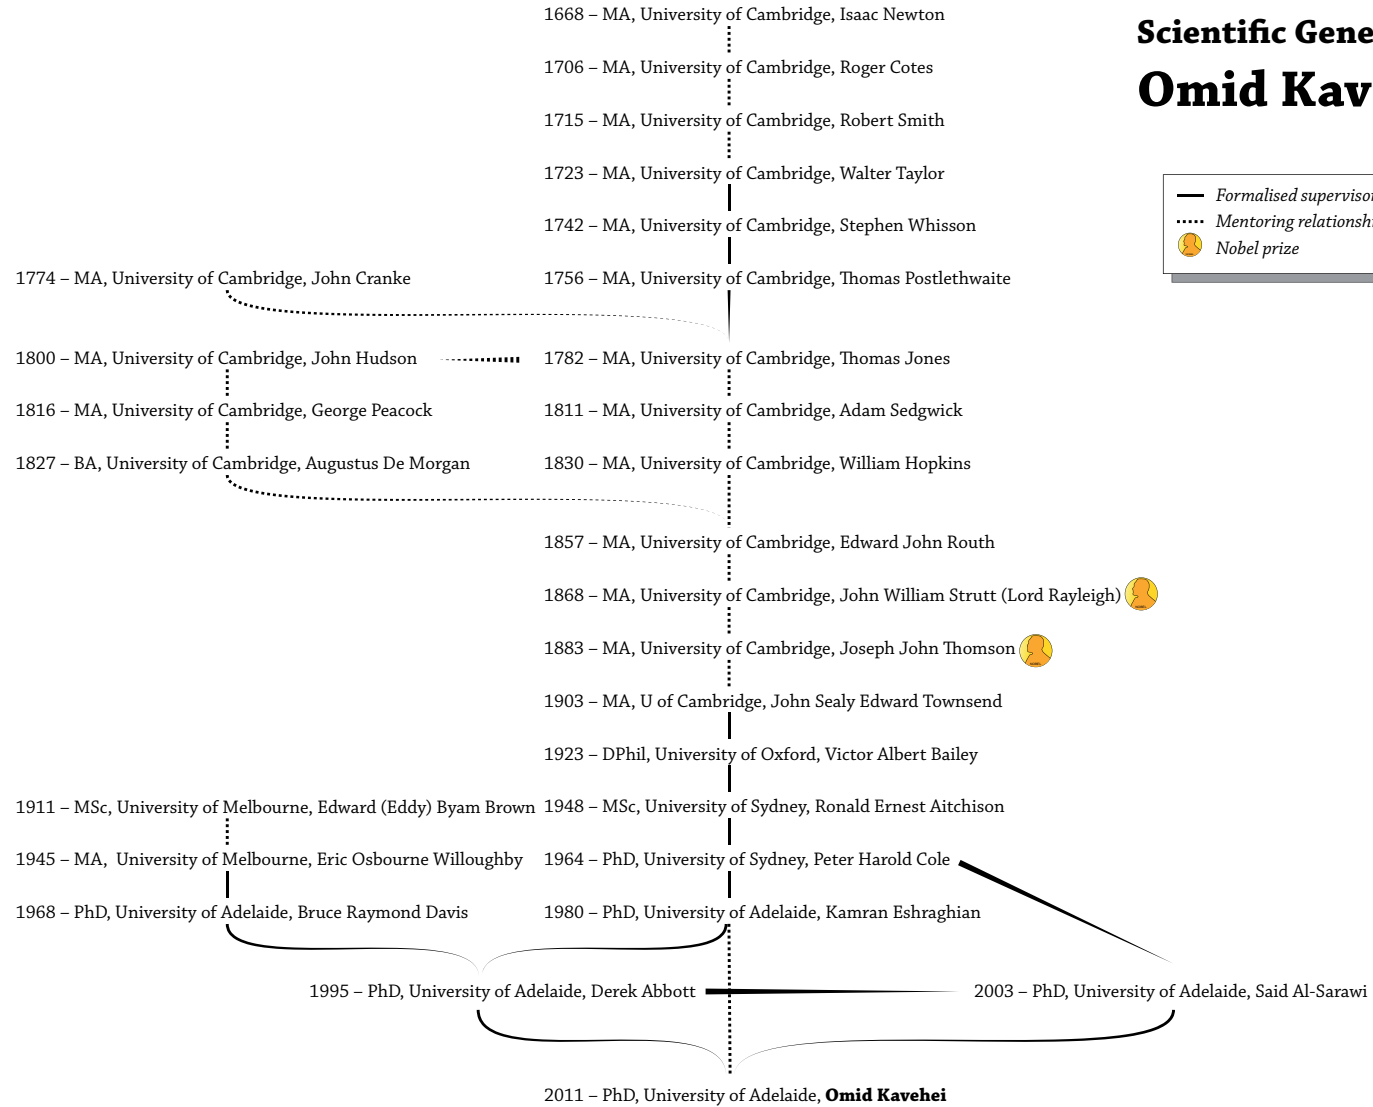 1668 – MA, University of Cambridge, Isaac Newton
Scientific Gene
1706 – MA, University of Cambridge, Roger Cotes
Omid Kav
1715 – MA, University of Cambridge, Robert Smith
1723 – MA, University of Cambridge, Walter Taylor
Formalised superviso
Mentoring relationsh
Nobel prize
1742 – MA, University of Cambridge, Stephen Whisson
1774 – MA, University of Cambridge, John Cranke
1756 – MA, University of Cambridge, Thomas Postlethwaite
1800 – MA, University of Cambridge, John Hudson
1782 – MA, University of Cambridge, Thomas Jones
1816 – MA, University of Cambridge, George Peacock
1811 – MA, University of Cambridge, Adam Sedgwick
1827 – BA, University of Cambridge, Augustus De Morgan
1830 – MA, University of Cambridge, William Hopkins
1857 – MA, University of Cambridge, Edward John Routh
1868 – MA, University of Cambridge, John William Strutt (Lord Rayleigh)
1883 – MA, University of Cambridge, Joseph John Thomson
1903 – MA, U of Cambridge, John Sealy Edward Townsend
1923 – DPhil, University of Oxford, Victor Albert Bailey
1911 – MSc, University of Melbourne, Edward (Eddy) Byam Brown
1948 – MSc, University of Sydney, Ronald Ernest Aitchison
1945 – MA, University of Melbourne, Eric Osbourne Willoughby
1964 – PhD, University of Sydney, Peter Harold Cole
1968 – PhD, University of Adelaide, Bruce Raymond Davis
1980 – PhD, University of Adelaide, Kamran Eshraghian
1995 – PhD, University of Adelaide, Derek Abbott
2003 – PhD, University of Adelaide, Said Al-Sarawi
2011 – PhD, University of Adelaide, Omid Kavehei